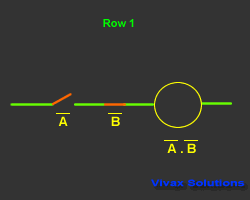 Row 1
A̅ B̅
A̅ . B̅
Vivax Solutions